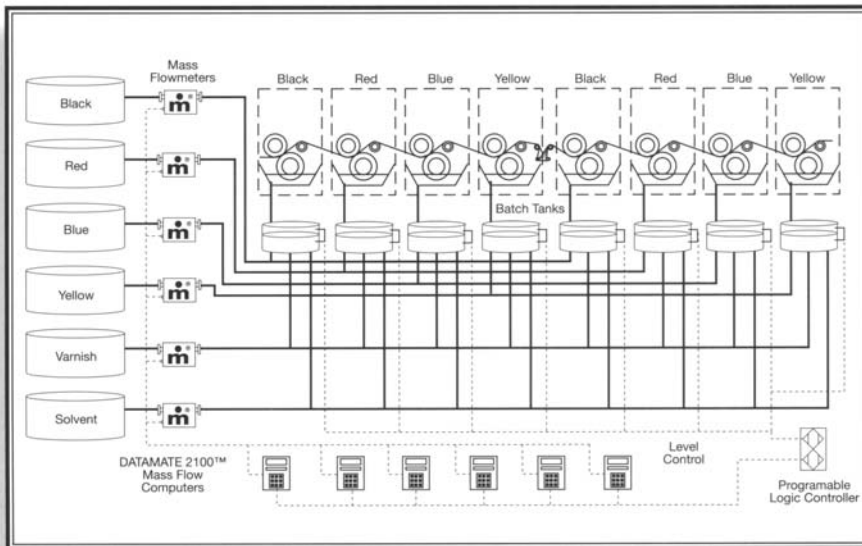 Mass
Flowmeters
Black
Red
Blue
Yellow
Black
Red
Blue
Yellow
Black
m
Red
m
Batch Tanks
Blue
m
Yellow
m
Varnish
m
Solvent
m
DATAMATE 2100™
Mass Flow
Computers
Level
Control
Programable
Logic Controller